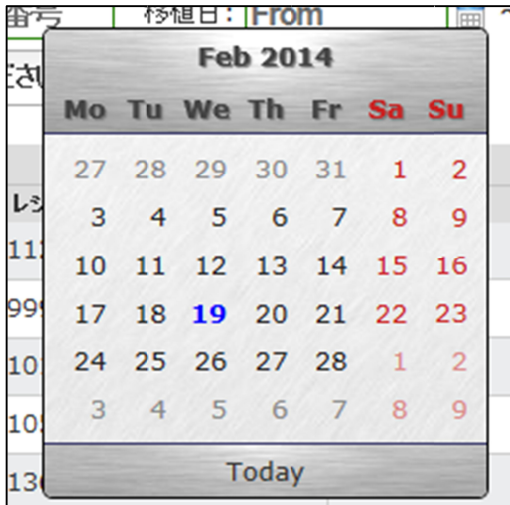 番号 移植日: From
Feb 2014
Mo Tu We Th Fr Sa Su
27 28 29 30 31 1 2
3 4 5 6 7 8 9
10 11 12 13 14 15 16
17 18 19 20 21 22 23
24 25 26 27 28 1 2
3 4 5 6 7 8 9
Today